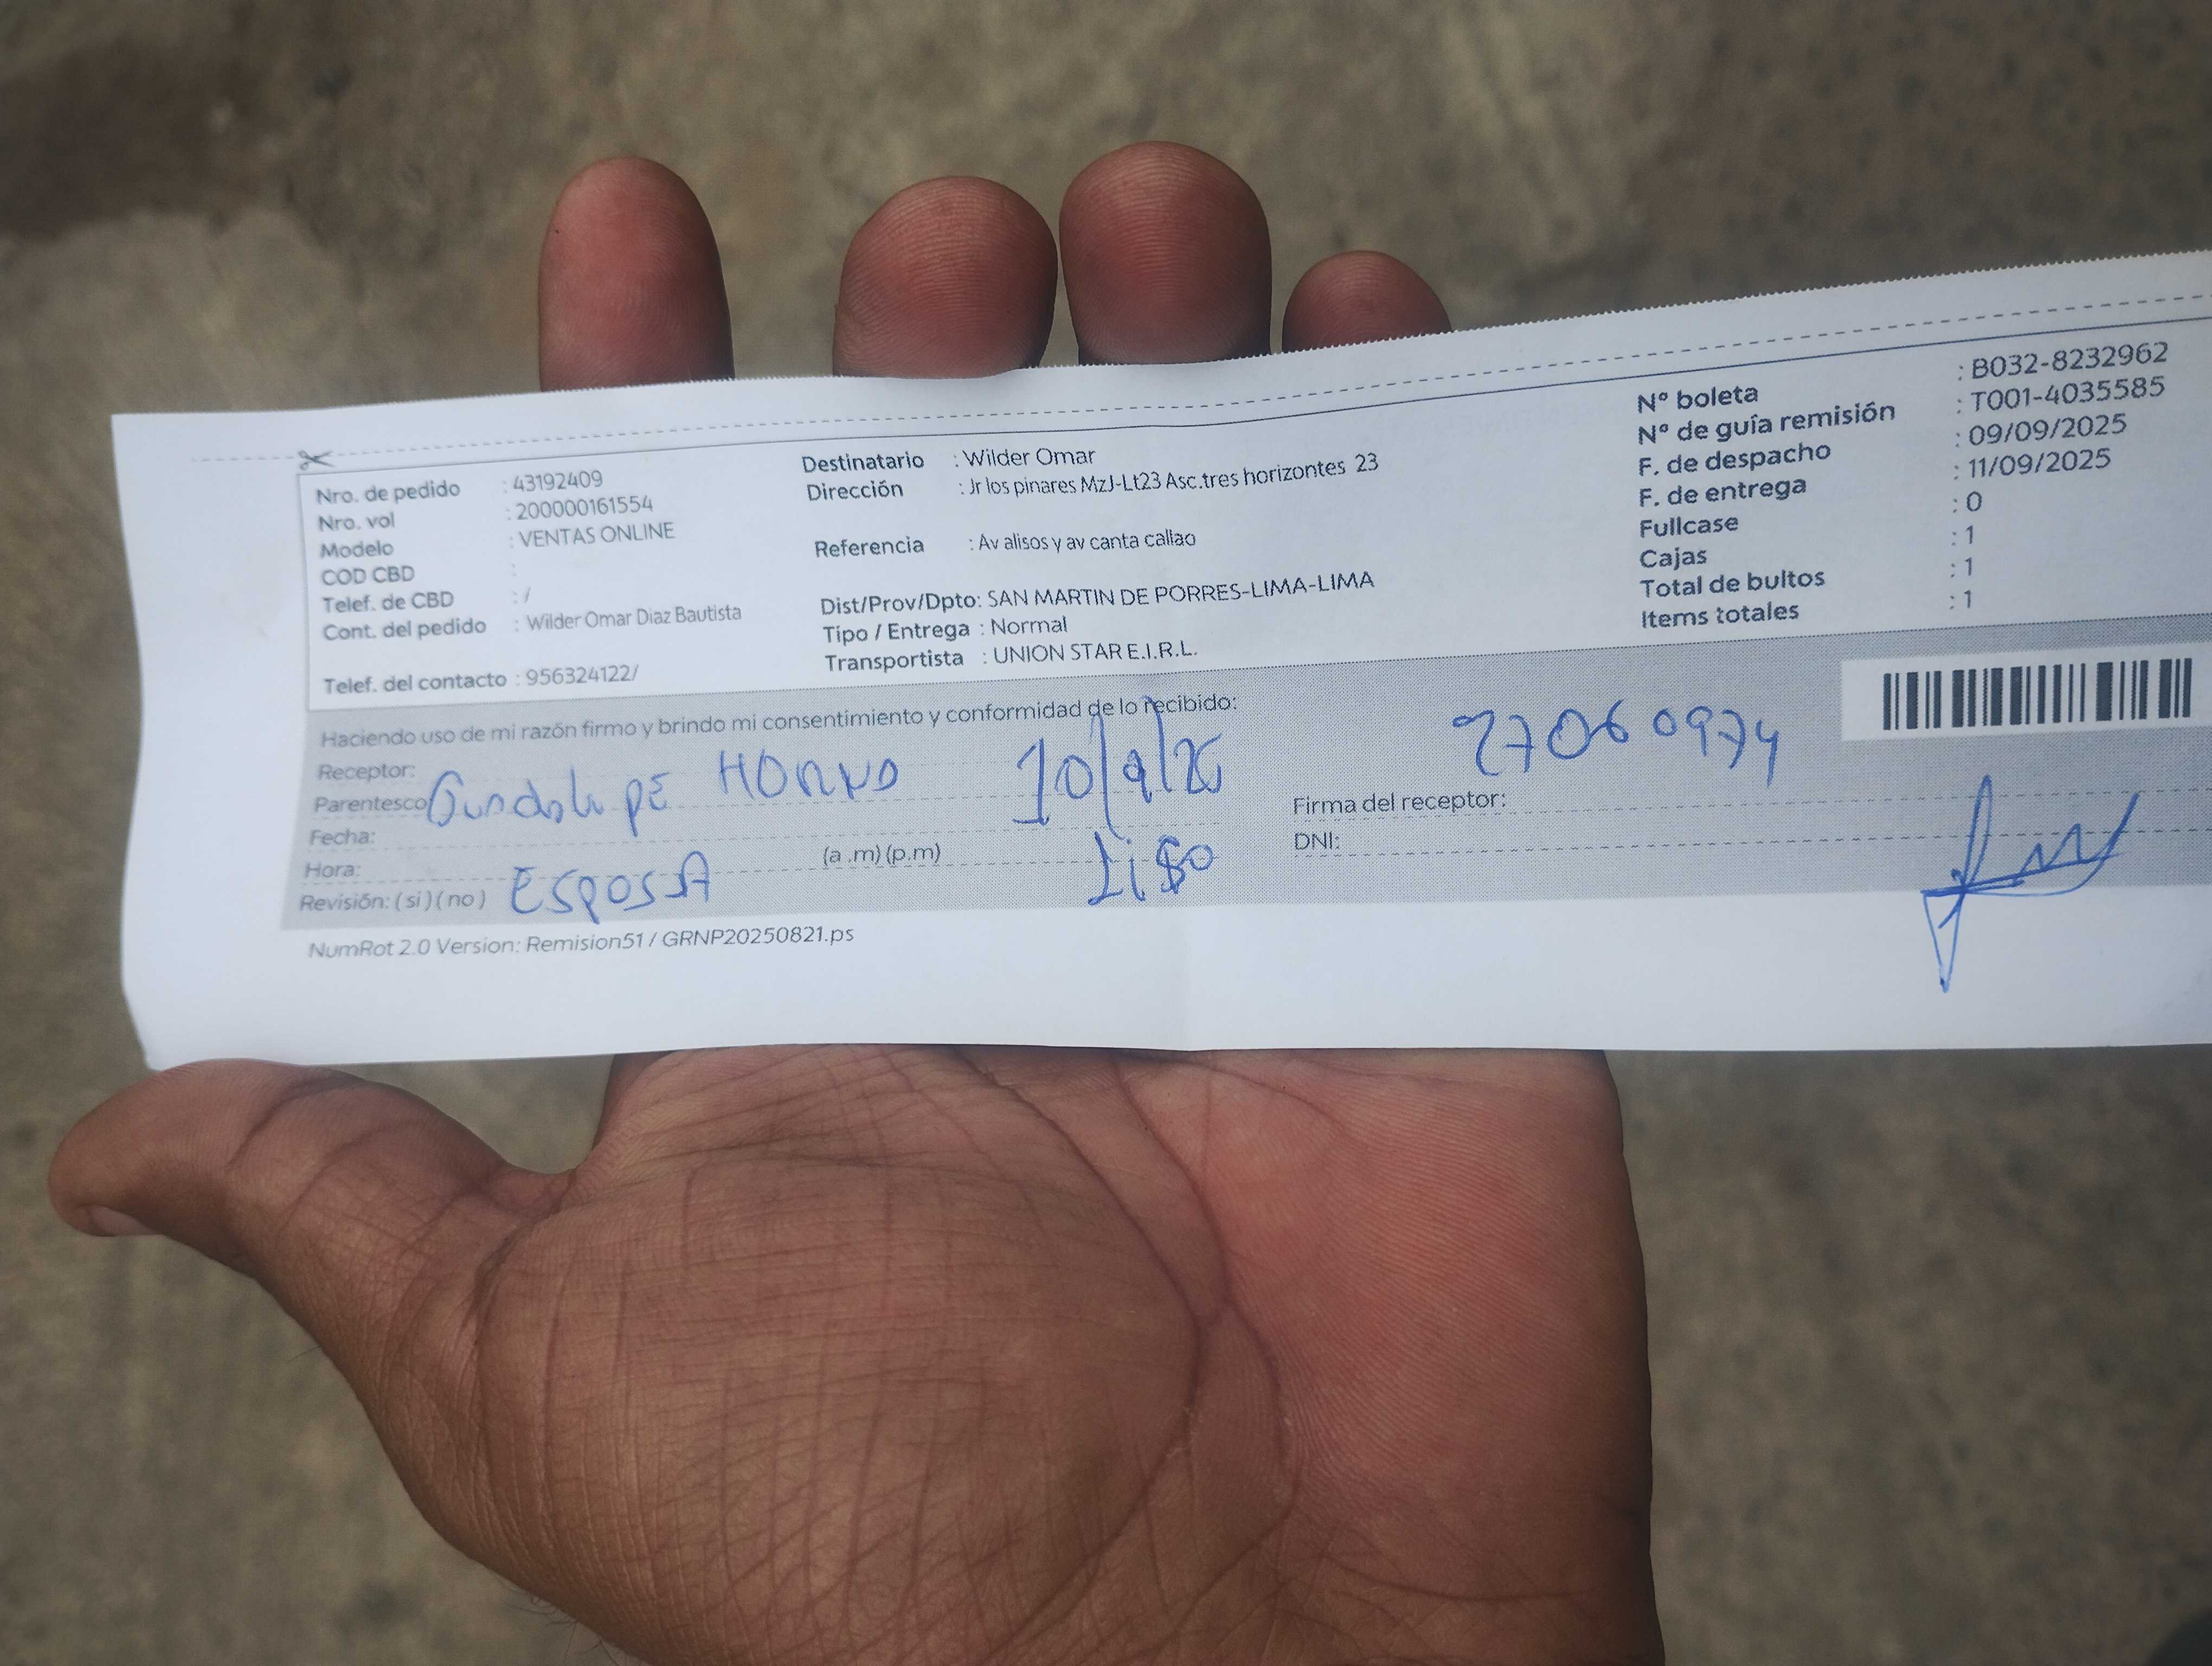 Nro. de pedido : 43192409
Nro. vol : 200000161554
Modelo : VENTAS ONLINE
COD CBD :
Telef. de CBD : /
Cont. del pedido : Wilder Omar Diaz Bautista
Telef. del contacto : 956324122/
Destinatario : Wilder Omar
Dirección : Jr los pinares MzJ-Lt23 Asc.tres horizontes 23
Referencia : Av alisos y av canta callao
Dist/Prov/Dpto: SAN MARTIN DE PORRES-LIMA-LIMA
Tipo / Entrega : Normal
Transportista : UNION STAR E.I.R.L.
N° boleta : B032-8232962
N° de guía remisión : T001-4035585
F. de despacho : 09/09/2025
F. de entrega : 11/09/2025
Fullcase : 0
Cajas : 1
Total de bultos : 1
Items totales : 1
Haciendo uso de mi razón firmo y brindo mi consentimiento y conformidad de lo recibido:
Receptor:
Parentesco
Fecha:
Hora: (a .m) (p.m)
Revisión: ( si ) ( no ) ESPOSSA
10/9/25
27060974
Firma del receptor:
DNI:
NumRot 2.0 Version: Remision51 / GRNP20250821.ps